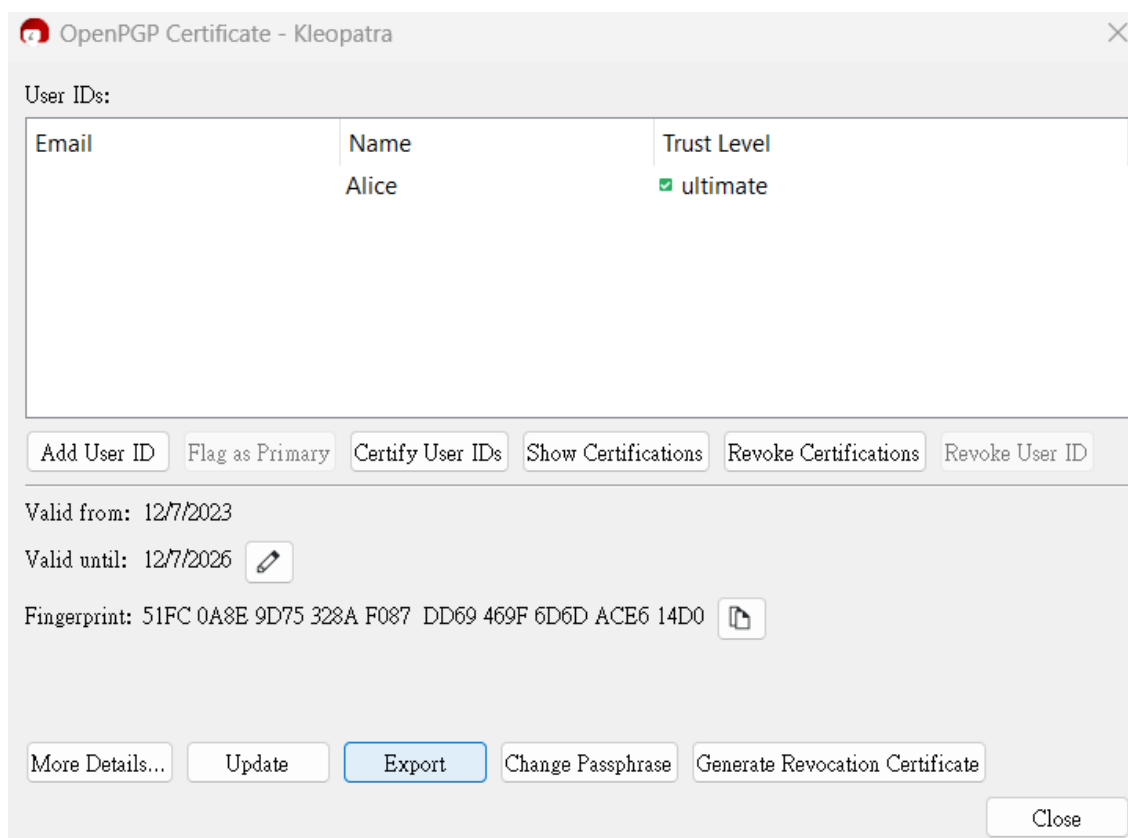 OpenPGP Certificate - Kleopatra
User IDs:
Email Name Trust Level
Alice ultimate
Add User ID Flag as Primary Certify User IDs Show Certifications Revoke Certifications Revoke User ID
Valid from: 12/7/2023
Valid until: 12/7/2026
Fingerprint: 51FC 0A8E 9D75 328A F087 DD69 469F 6D6D ACE6 14D0
More Details... Update Export Change Passphrase Generate Revocation Certificate
Close